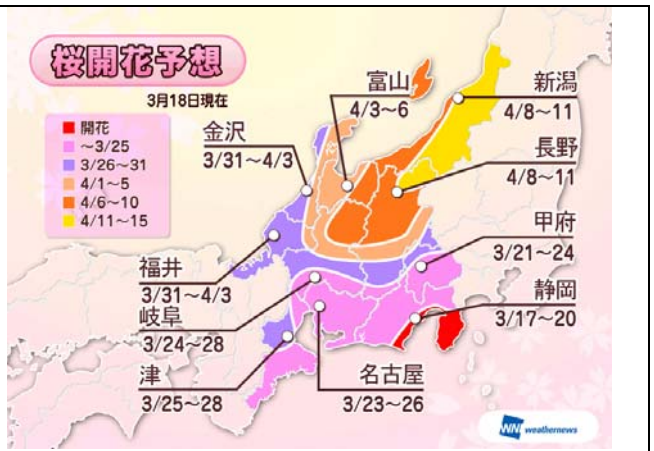 桜開花予想
3月18日現在
開花
～3/25
3/26～31
4/1～5
4/6～10
4/11～15
富山
4/3～6
新潟
4/8～11
金沢
3/31～4/3
長野
4/8～11
甲府
3/21～24
福井
3/31～4/3
静岡
3/17～20
岐阜
3/24～28
津
3/25～28
名古屋
3/23～26
weathernews